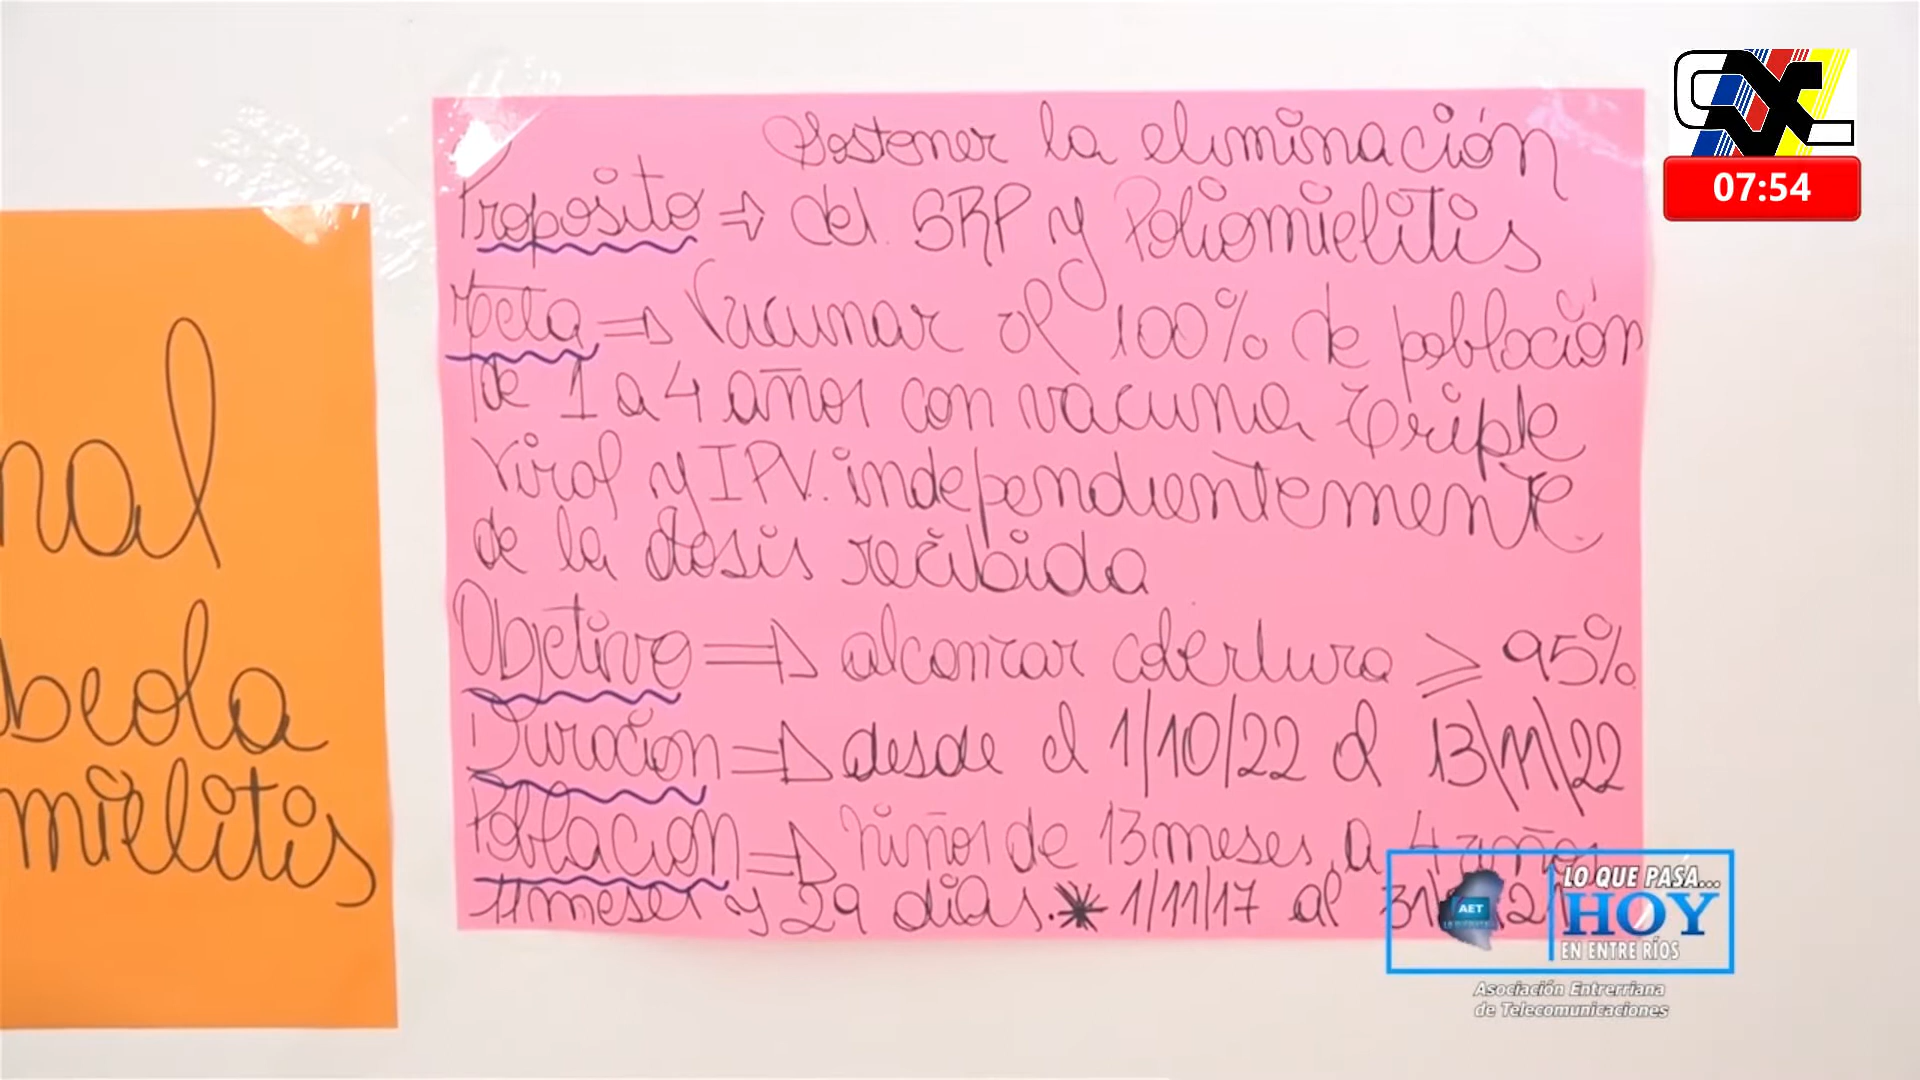 nal
beola
mielitis
Sostener la eliminación
Proposito ⇒ del SRP y Poliomielitis
Meta ⇒ Vacunar al 100% de población
de 1 a 4 años con vacuna Triple
Viral y IPV. independientemente
de la dosis recibida
Objetivo ⇒ alcanzar cobertura ≥ 95%
Duración ⇒ desde el 1/10/22 al 13\11\22
Población ⇒ niños de 13 meses a 4 años
11 meses y 29 dias.* 1/11/17 al
07:54
LO QUE PASA...
AET
HOY
EN ENTRE RÍOS
Asociación Entrerriana
de Telecomunicaciones